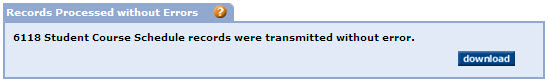 Records Processed without Errors ?
6118 Student Course Schedule records were transmitted without error.
download